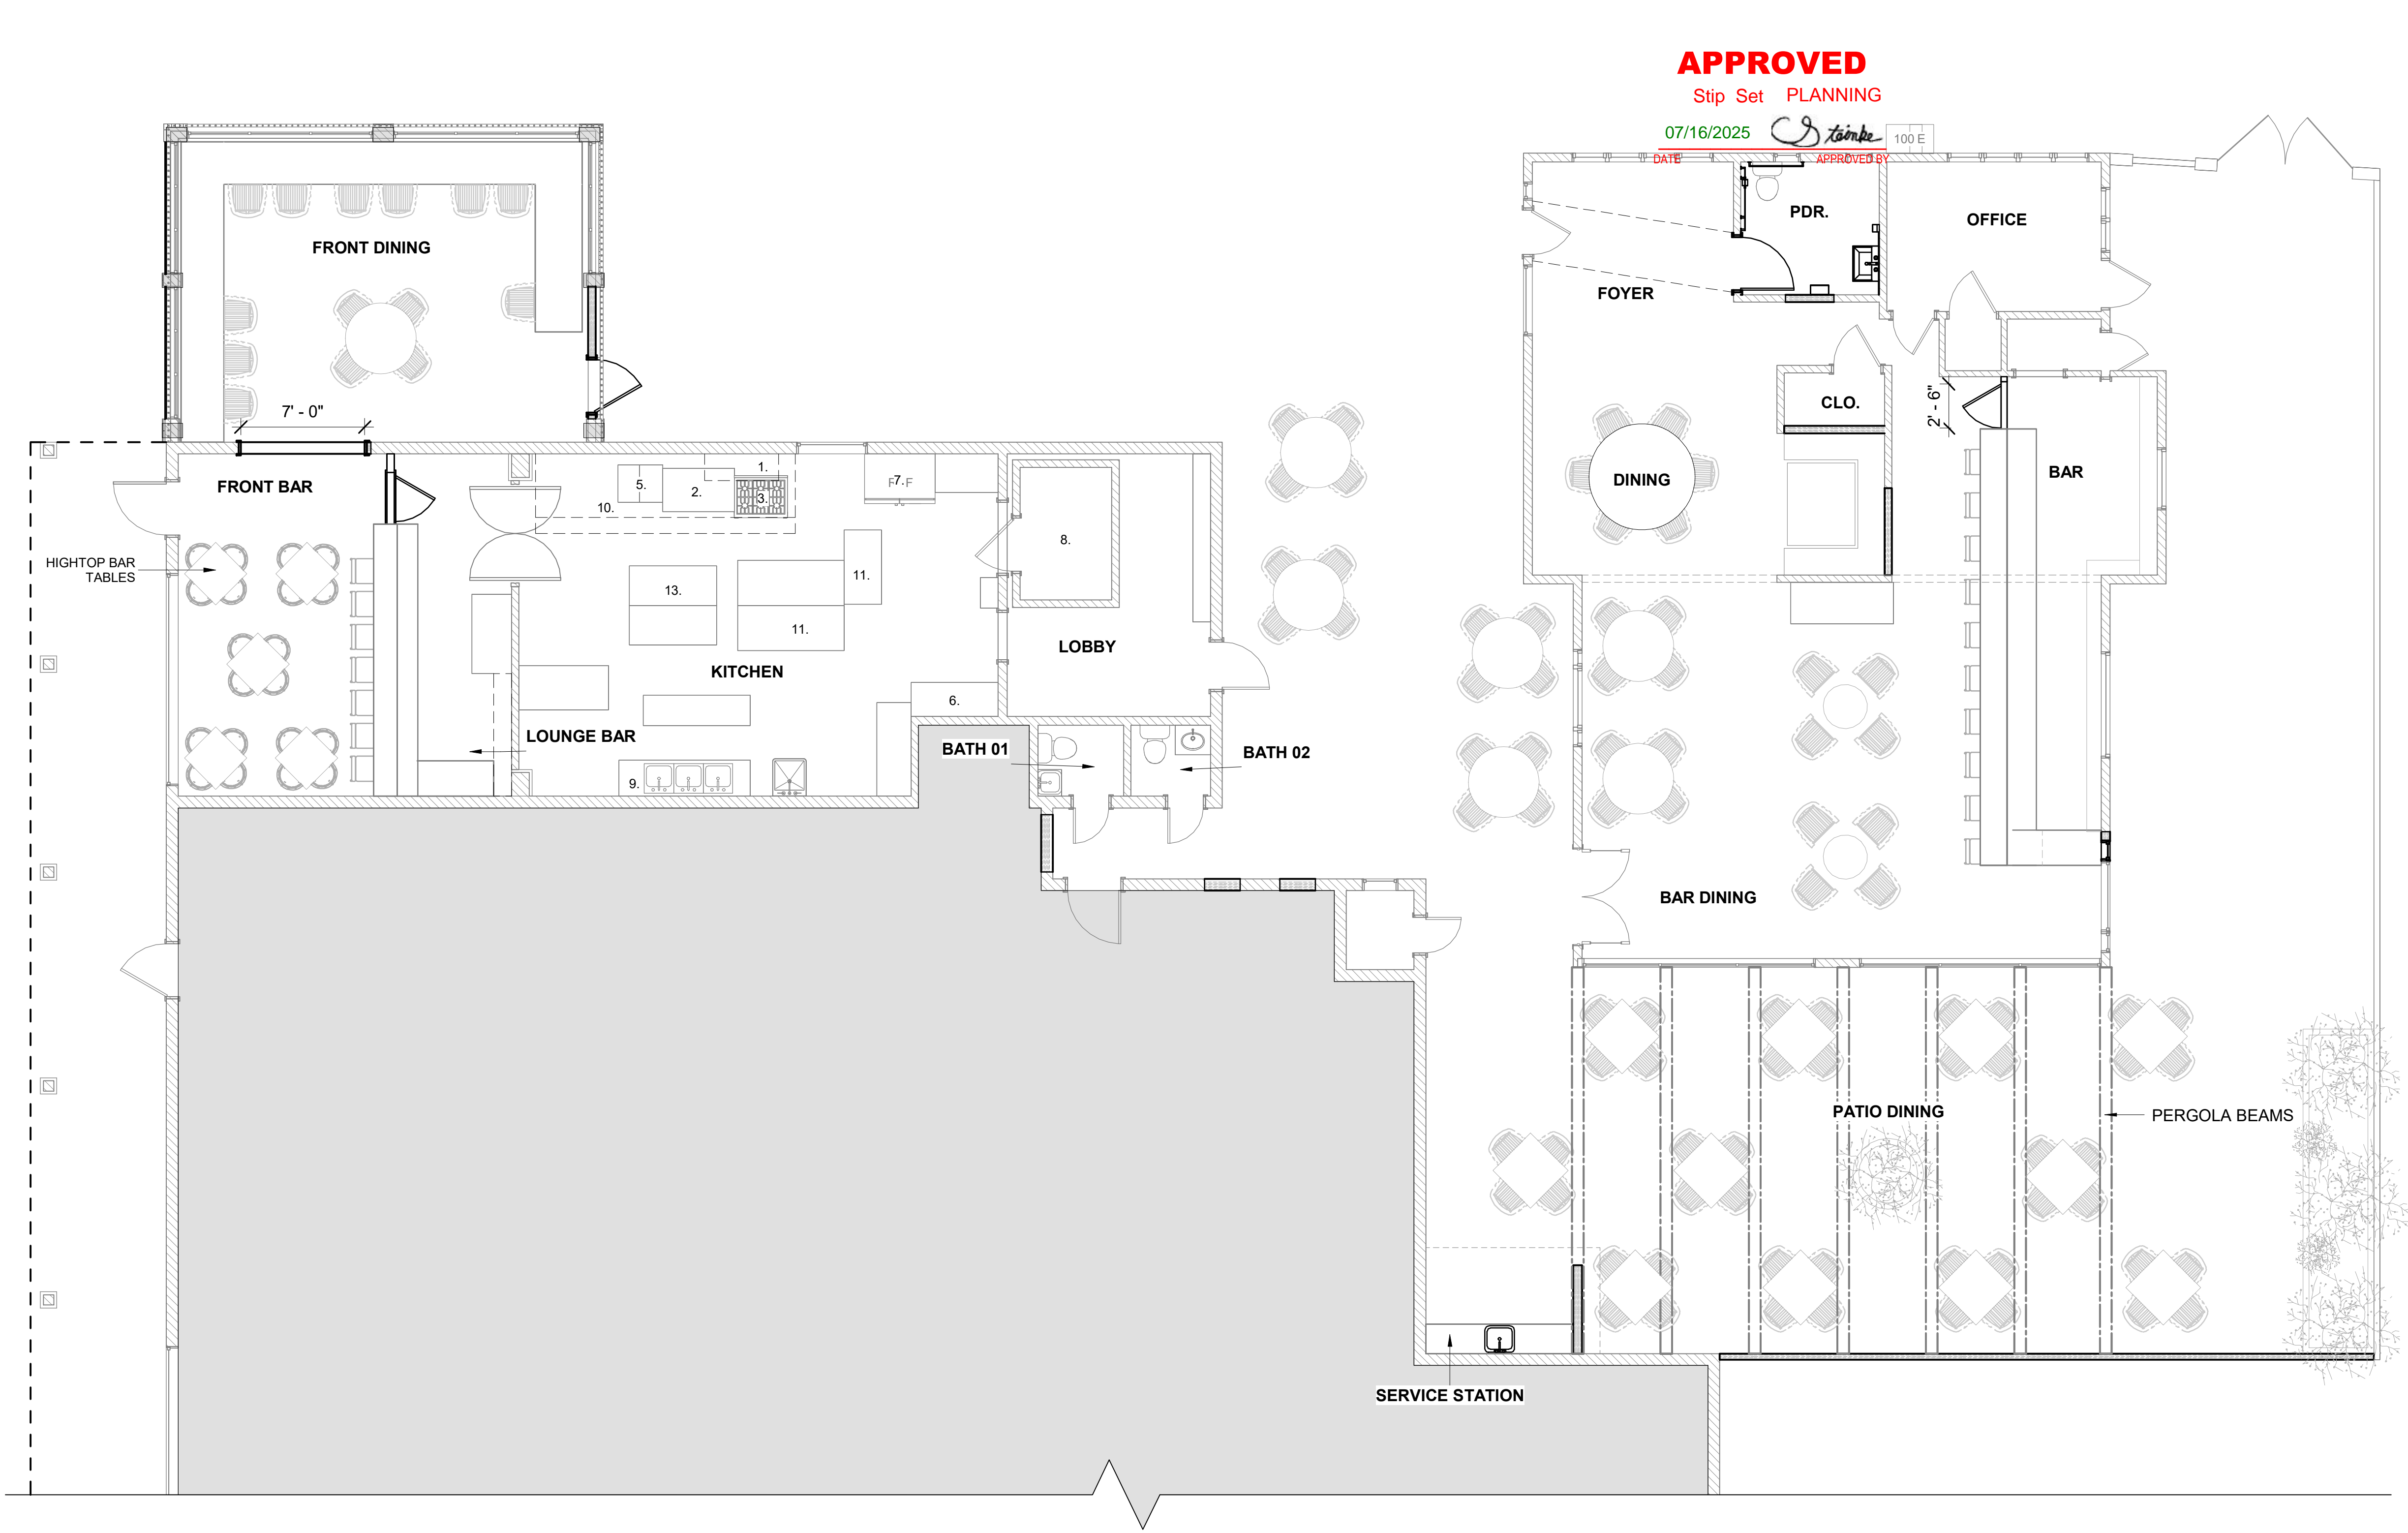 APPROVED
Stip Set PLANNING
07/16/2025
Steinke
100 E
DATE
APPROVED BY
PDR.
OFFICE
FRONT DINING
FOYER
7' - 0"
2' - 6"
CLO.
FRONT BAR
1.
5.
2.
3.
7.
F F
DINING
BAR
10.
8.
HIGHTOP BAR
TABLES
11.
13.
11.
LOBBY
KITCHEN
6.
LOUNGE BAR
BATH 01
BATH 02
9.
BAR DINING
PATIO DINING
PERGOLA BEAMS
SERVICE STATION